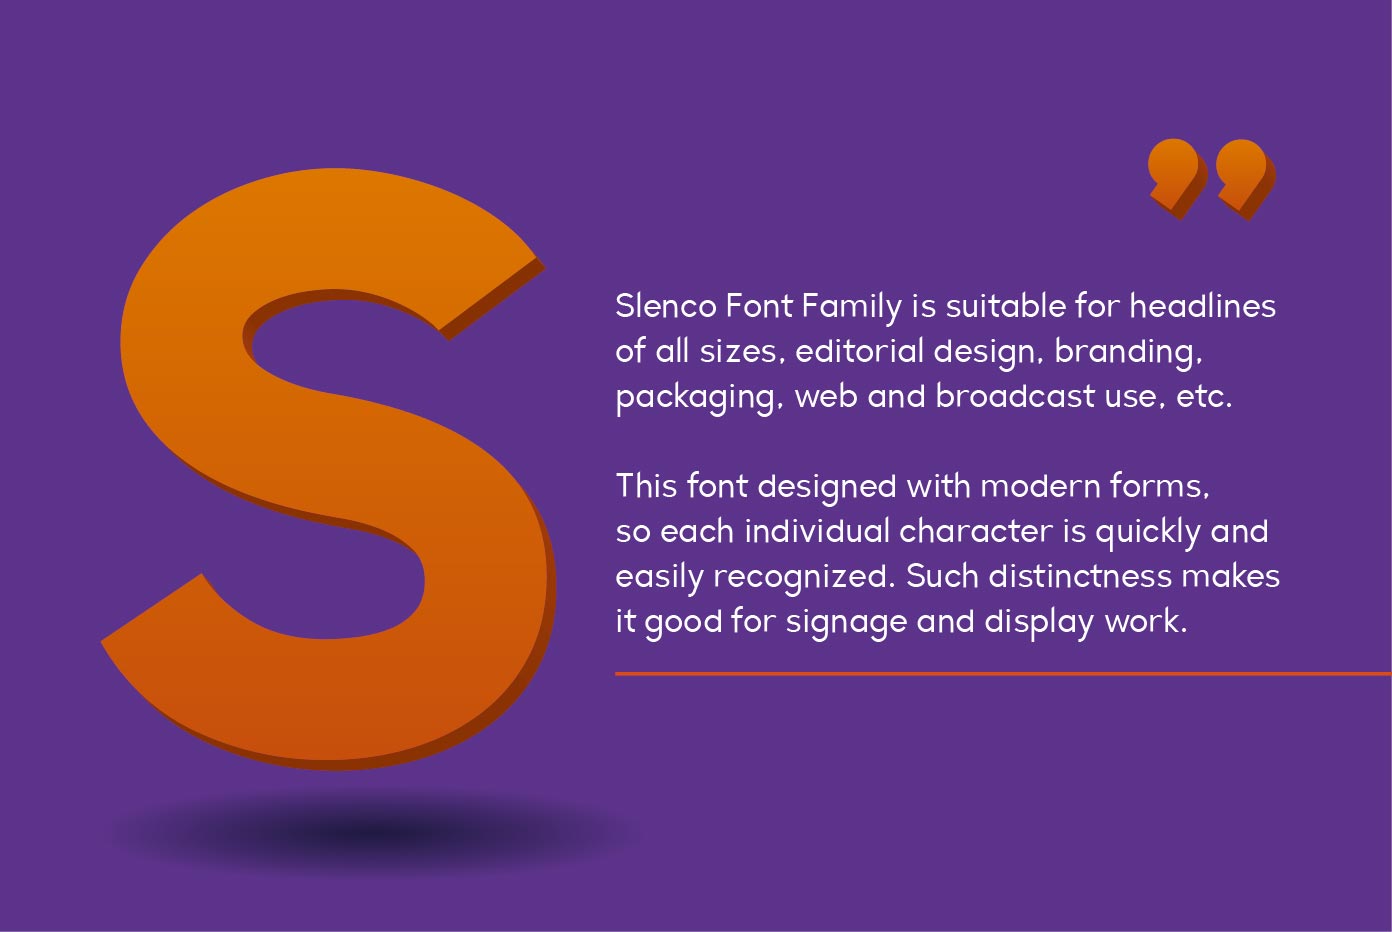 S
”
Slenco Font Family is suitable for headlines
of all sizes, editorial design, branding,
packaging, web and broadcast use, etc.
This font designed with modern forms,
so each individual character is quickly and
easily recognized. Such distinctness makes
it good for signage and display work.